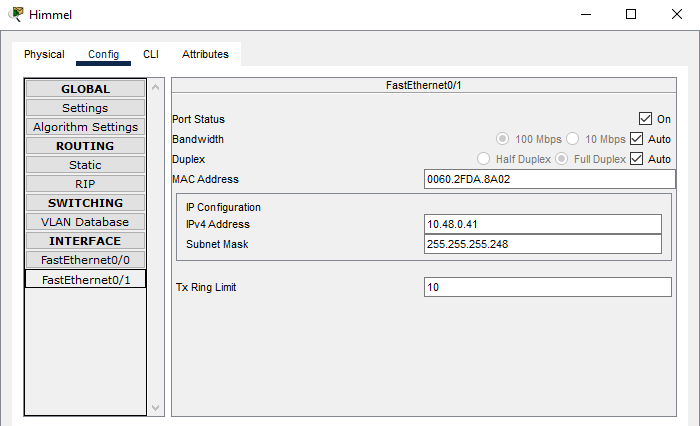 Himmel
Physical Config CLI Attributes
GLOBAL
Settings
Algorithm Settings
ROUTING
Static
RIP
SWITCHING
VLAN Database
INTERFACE
FastEthernet0/0
FastEthernet0/1
FastEthernet0/1
Port Status On
Bandwidth 100 Mbps 10 Mbps Auto
Duplex Half Duplex Full Duplex Auto
MAC Address 0060.2FDA.8A02
IP Configuration
IPv4 Address 10.48.0.41
Subnet Mask 255.255.255.248
Tx Ring Limit 10